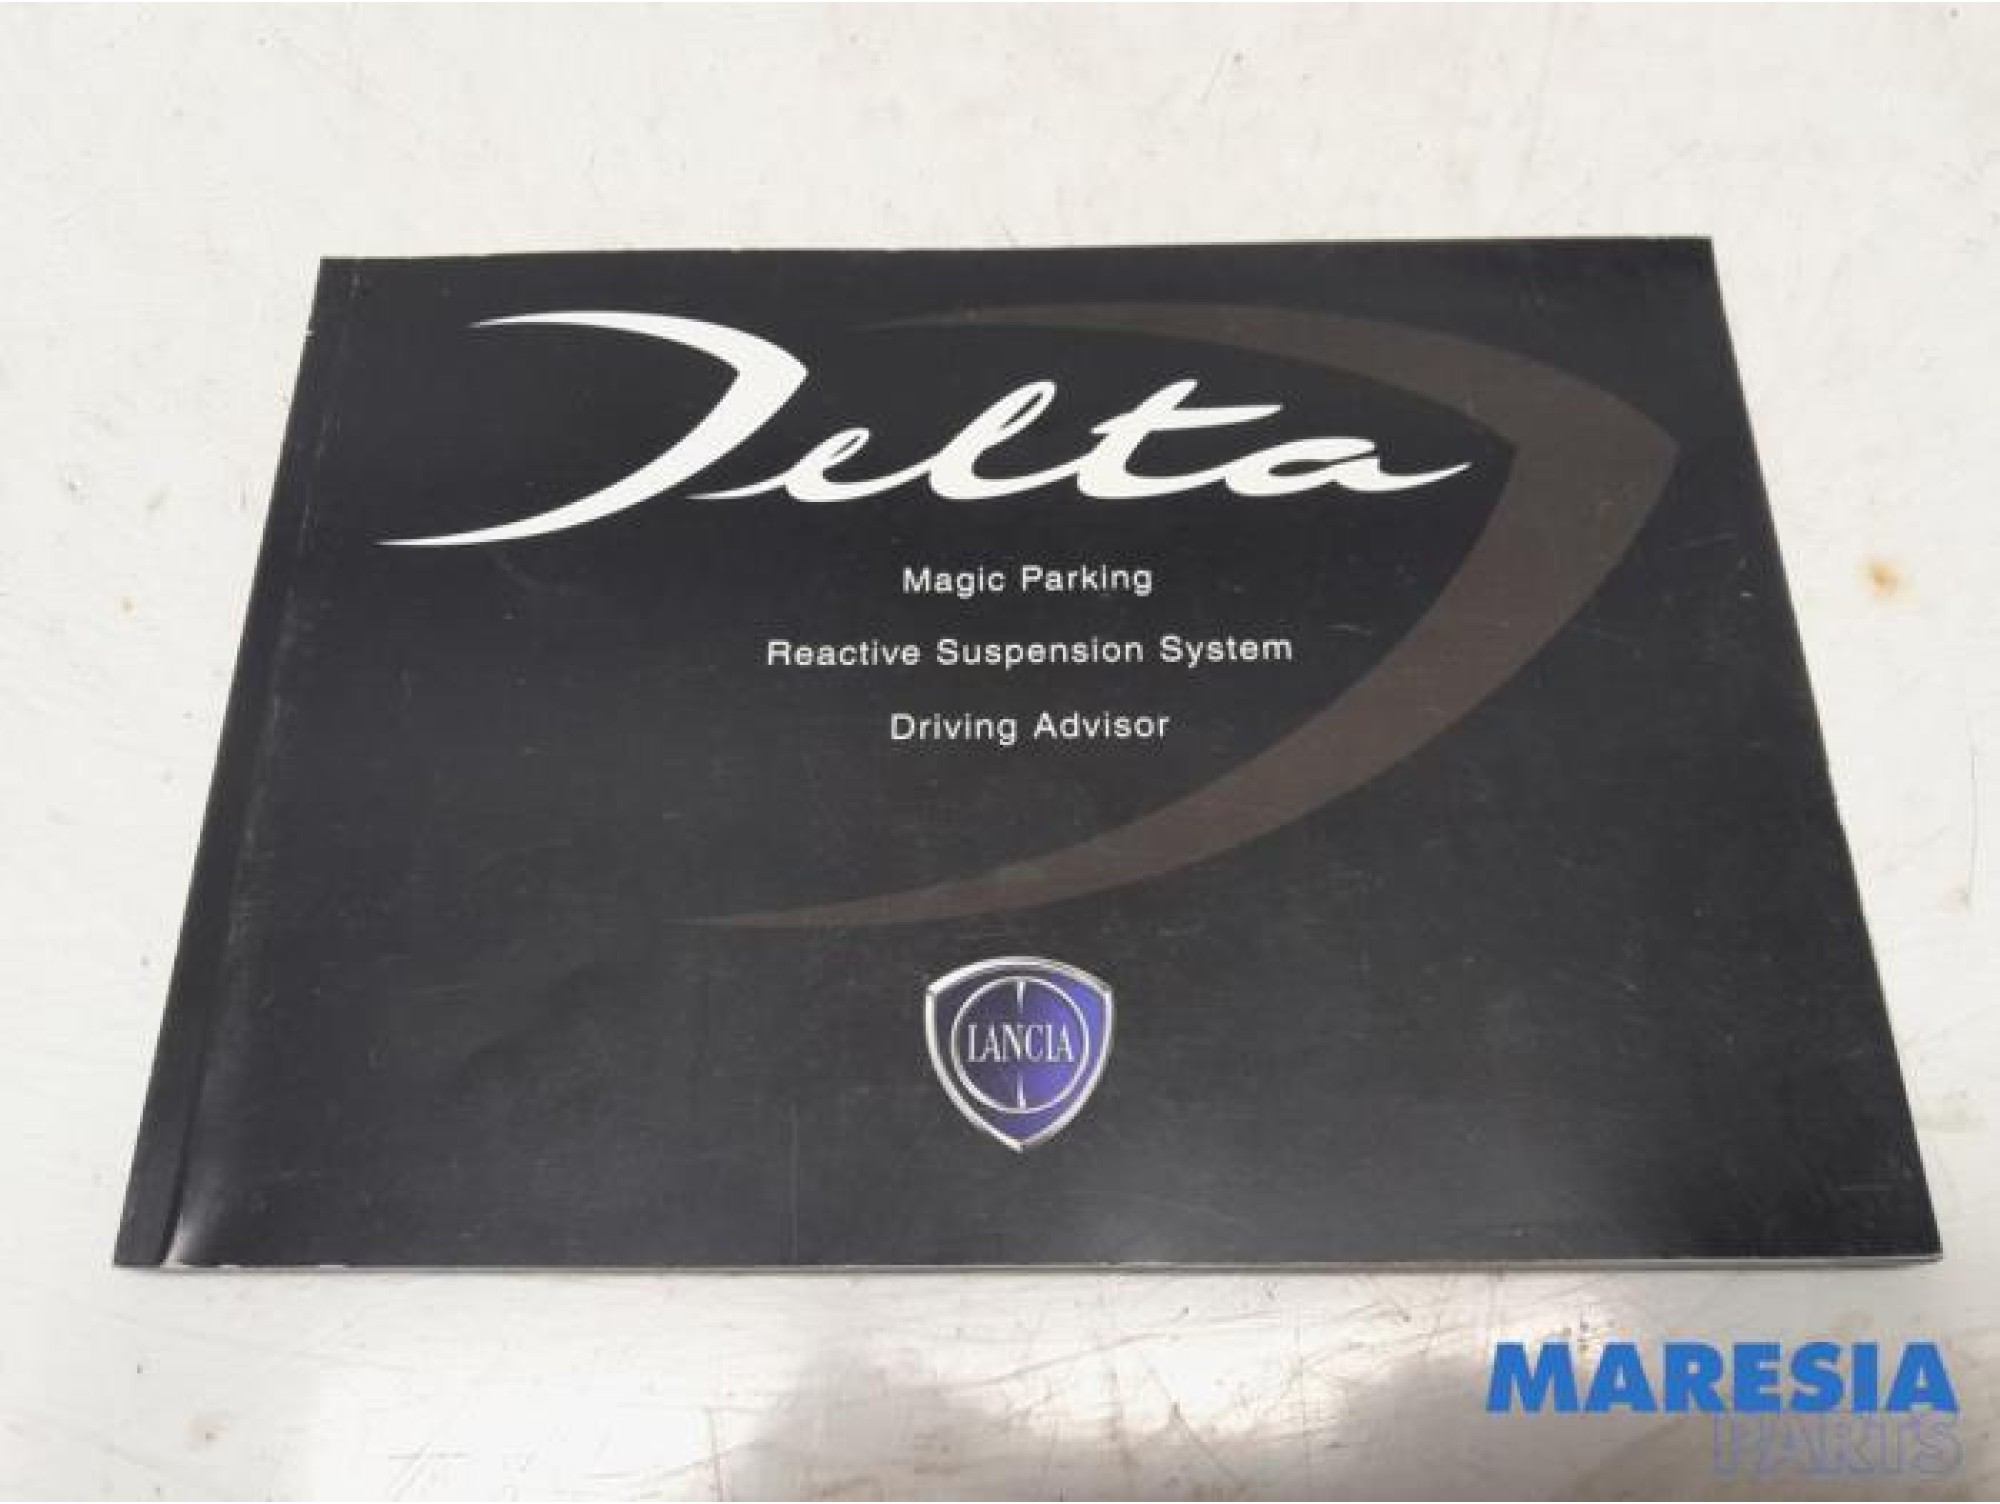 Delta
Magic Parking
Reactive Suspension System
Driving Advisor
LANCIA
MARESIA
PARTS